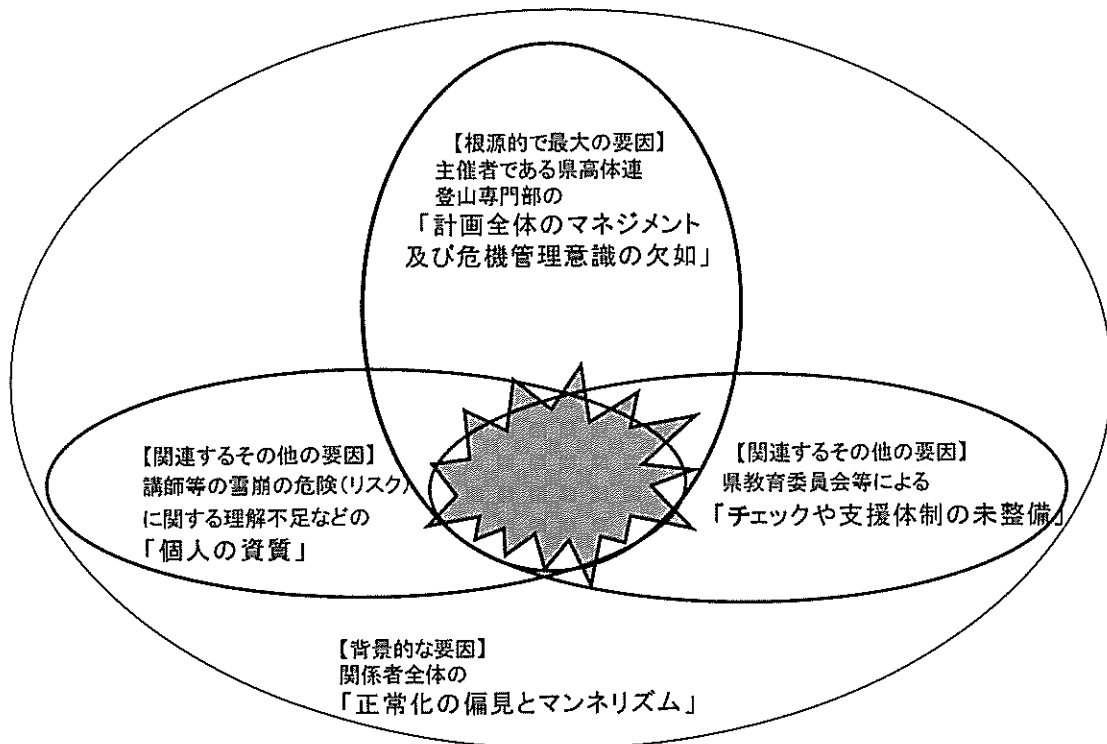 【根源的で最大の要因】
主催者である県高体連
登山専門部の
「計画全体のマネジメント
及び危機管理意識の欠如」
【関連するその他の要因】
講師等の雪崩の危険(リスク)
に関する理解不足などの
「個人の資質」
【関連するその他の要因】
県教育委員会等による
「チェックや支援体制の未整備」
【背景的な要因】
関係者全体の
「正常化の偏見とマンネリズム」